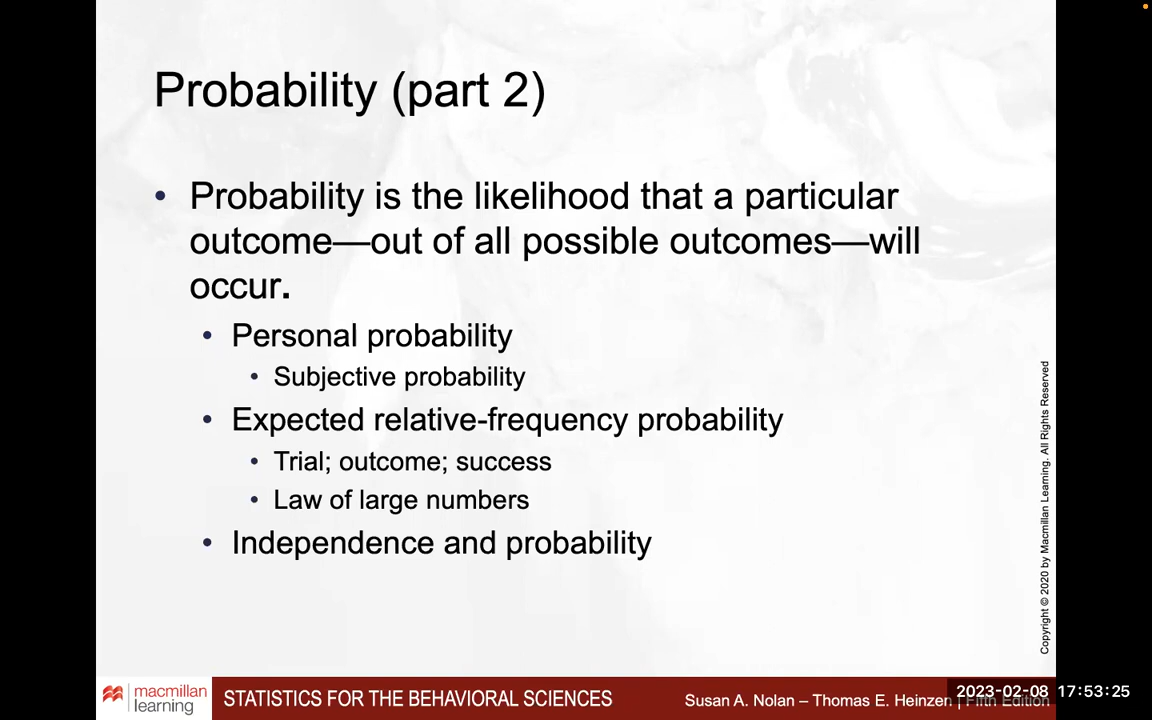 Probability (part 2)
• Probability is the likelihood that a particular
outcome—out of all possible outcomes—will
occur.
• Personal probability
• Subjective probability
• Expected relative-frequency probability
• Trial; outcome; success
• Law of large numbers
• Independence and probability
Copyright © 2020 by Macmillan Learning. All Rights Reserved
macmillan
learning
STATISTICS FOR THE BEHAVIORAL SCIENCES
Susan A. Nolan – Thomas E. Heinzen | Fifth Edition
2023-02-08 17:53:25